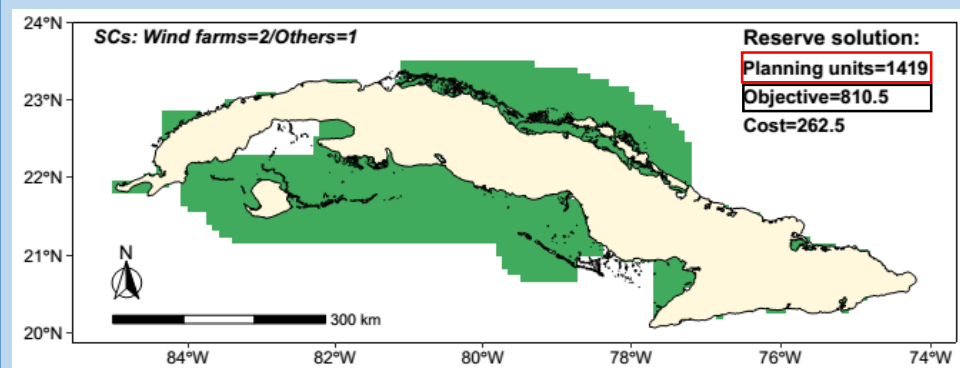 24°N
SCs: Wind farms=2/Others=1
Reserve solution:
Planning units=1419
Objective=810.5
Cost=262.5
23°N
22°N
21°N
20°N
N
300 km
84°W
82°W
80°W
78°W
76°W
74°W